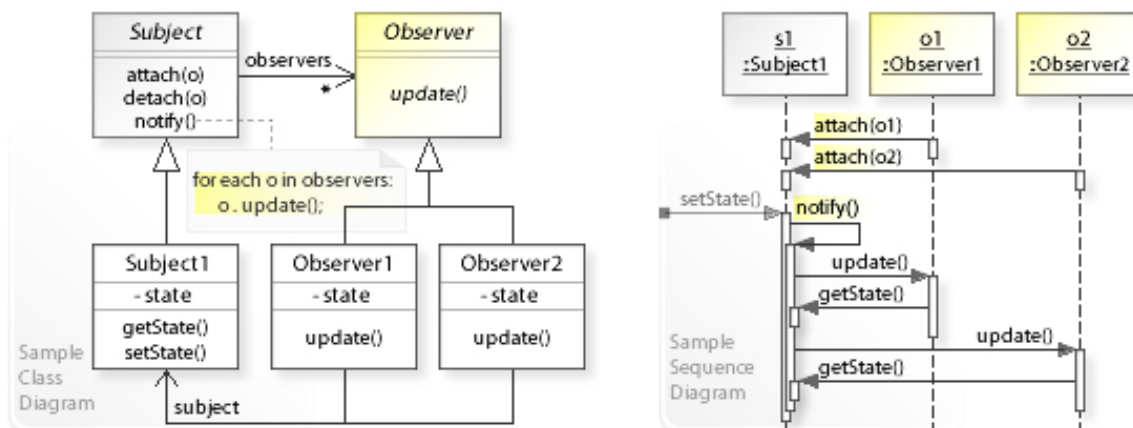 Subject
attach(o)
detach(o)
notify()
observers
*
Observer
update()
for each o in observers:
o . update();
Subject1
- state
getState()
setState()
Observer1
- state
update()
Observer2
- state
update()
subject
Sample
Class
Diagram
s1
:Subject1
o1
:Observer1
o2
:Observer2
attach(o1)
attach(o2)
setState()
notify()
update()
getState()
update()
getState()
Sample
Sequence
Diagram